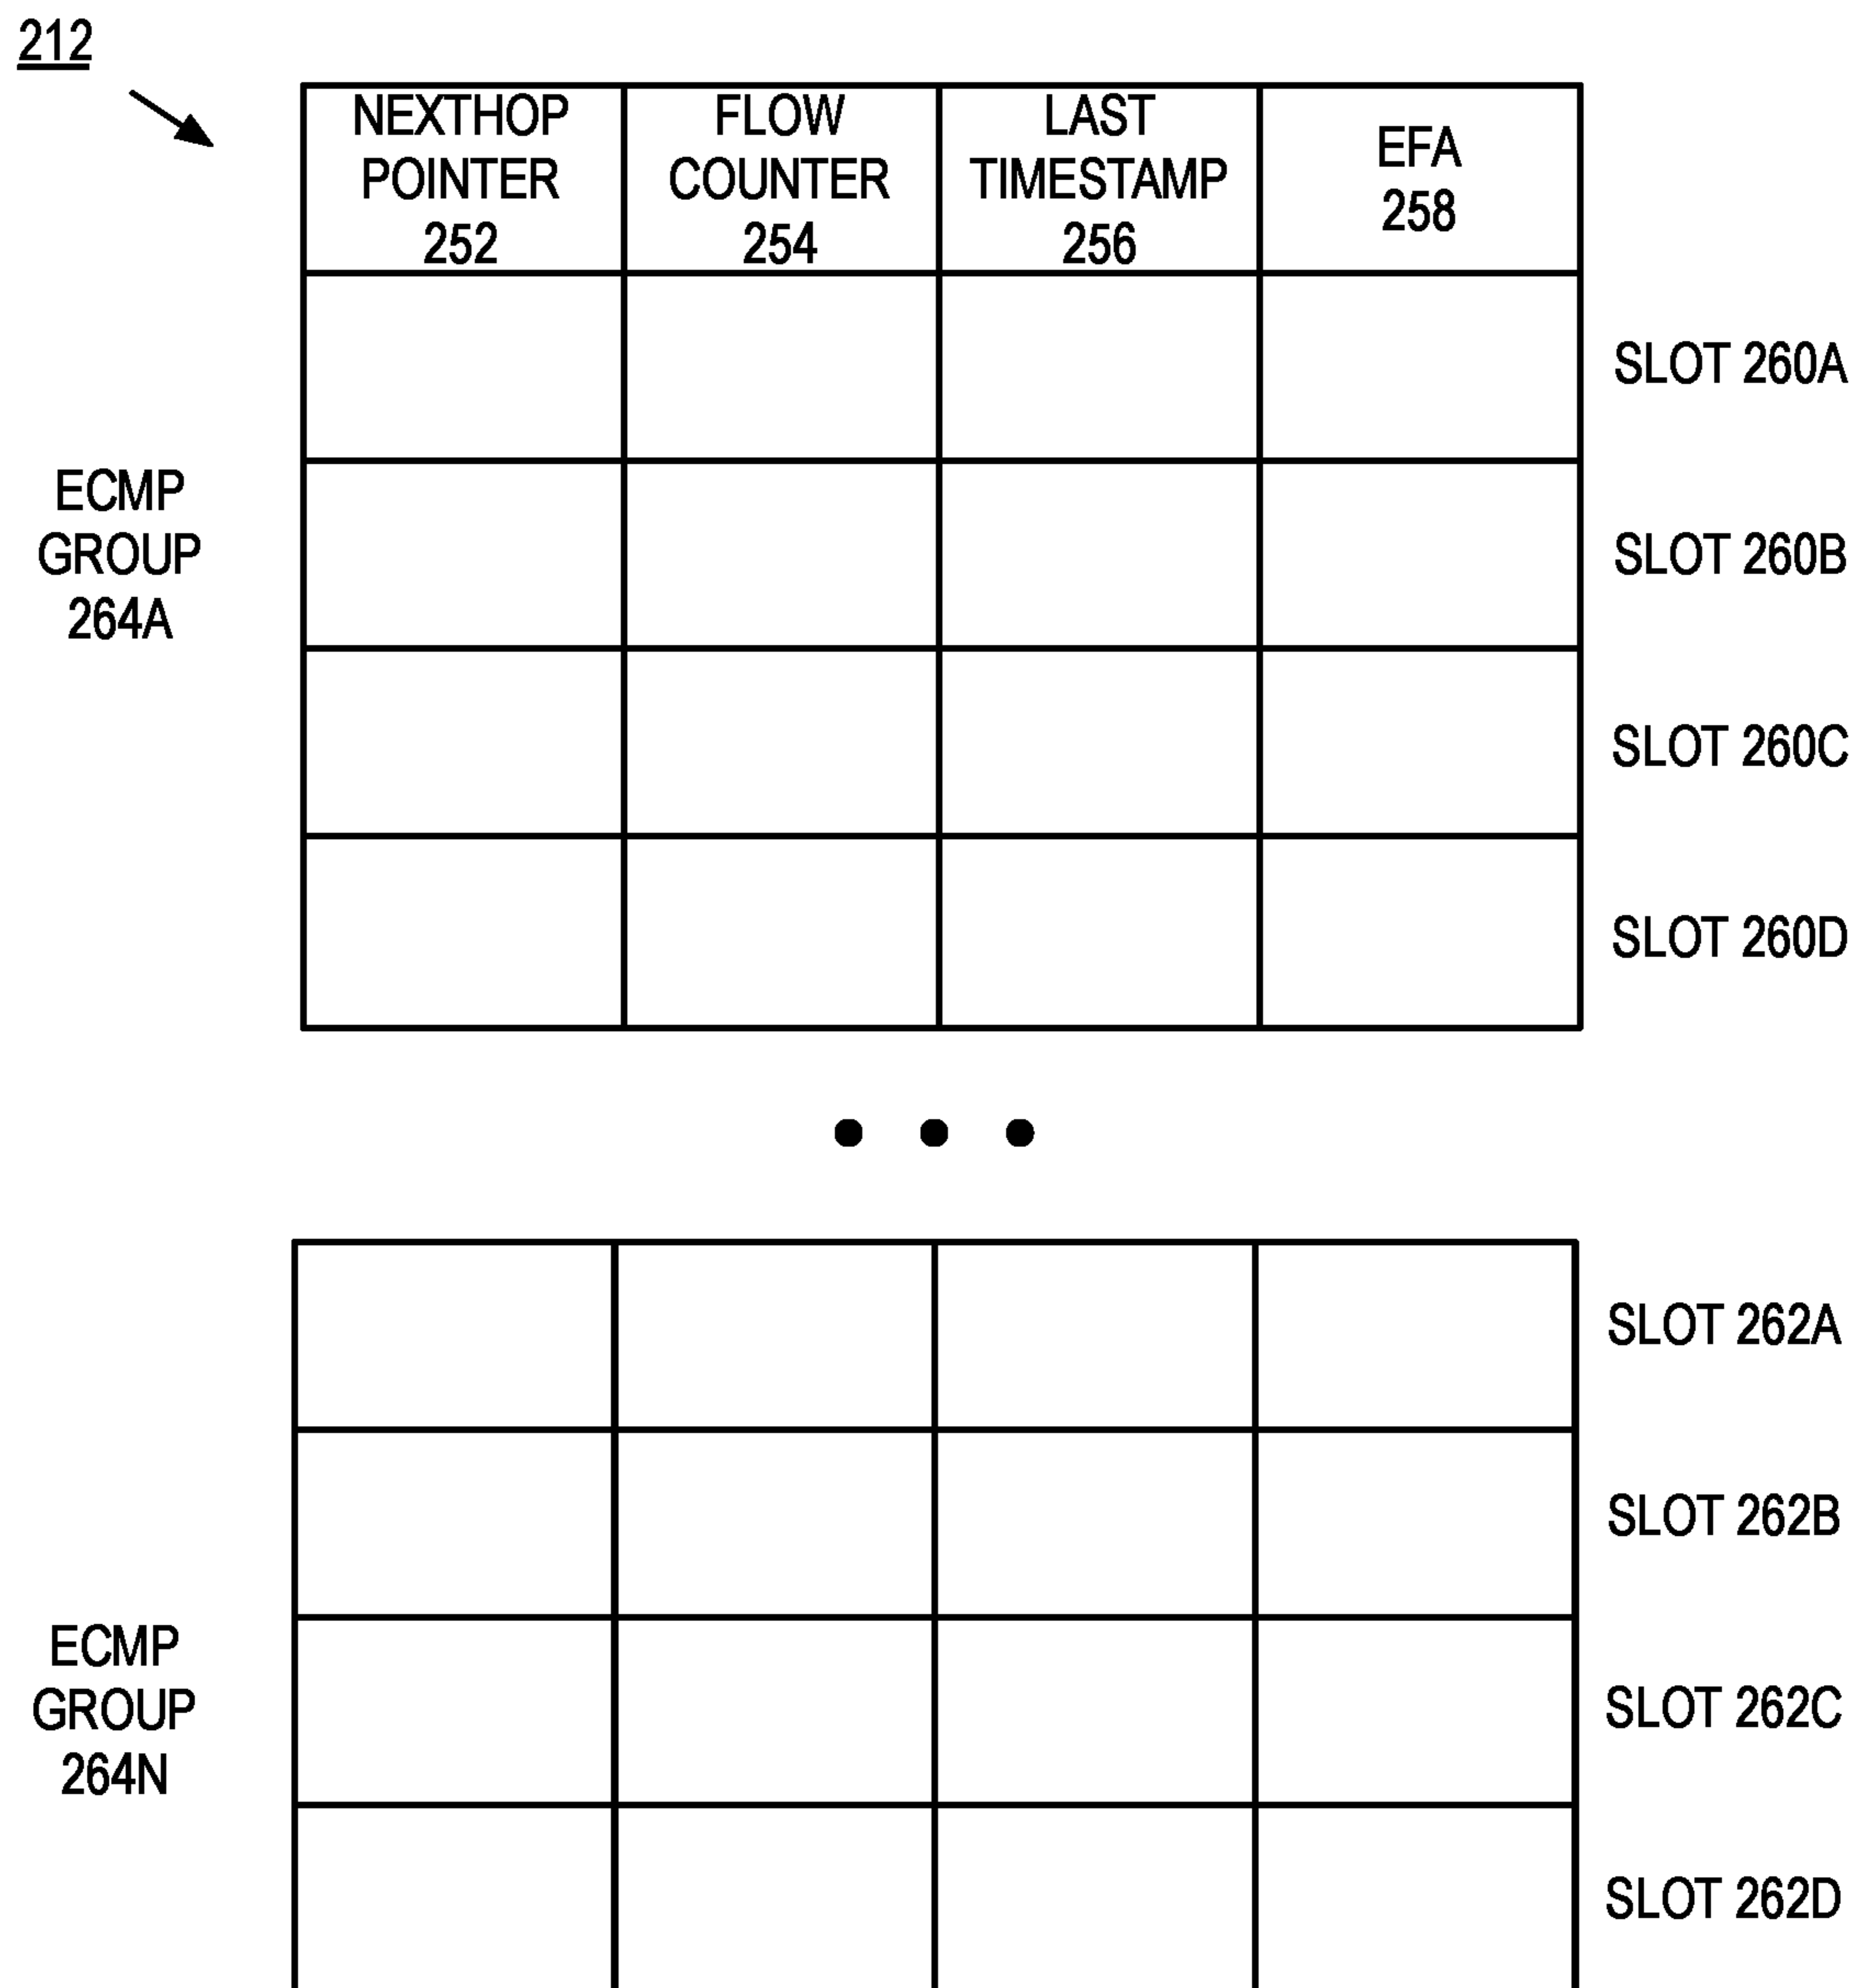 212
NEXTHOP
POINTER
252
FLOW
COUNTER
254
LAST
TIMESTAMP
256
EFA
258
SLOT 260A
ECMP
GROUP
264A
SLOT 260B
SLOT 260C
SLOT 260D
SLOT 262A
SLOT 262B
ECMP
GROUP
264N
SLOT 262C
SLOT 262D